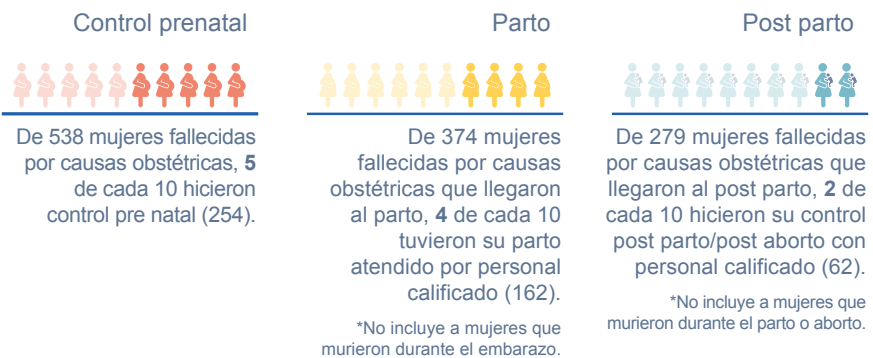 Control prenatal
De 538 mujeres fallecidas
por causas obstétricas, 5
de cada 10 hicieron
control pre natal (254).
Parto
De 374 mujeres
fallecidas por causas
obstétricas que llegaron
al parto, 4 de cada 10
tuvieron su parto
atendido por personal
calificado (162).
*No incluye a mujeres que
murieron durante el embarazo.
Post parto
De 279 mujeres fallecidas
por causas obstétricas que
llegaron al post parto, 2 de
cada 10 hicieron su control
post parto/post aborto con
personal calificado (62).
*No incluye a mujeres que
murieron durante el parto o aborto.